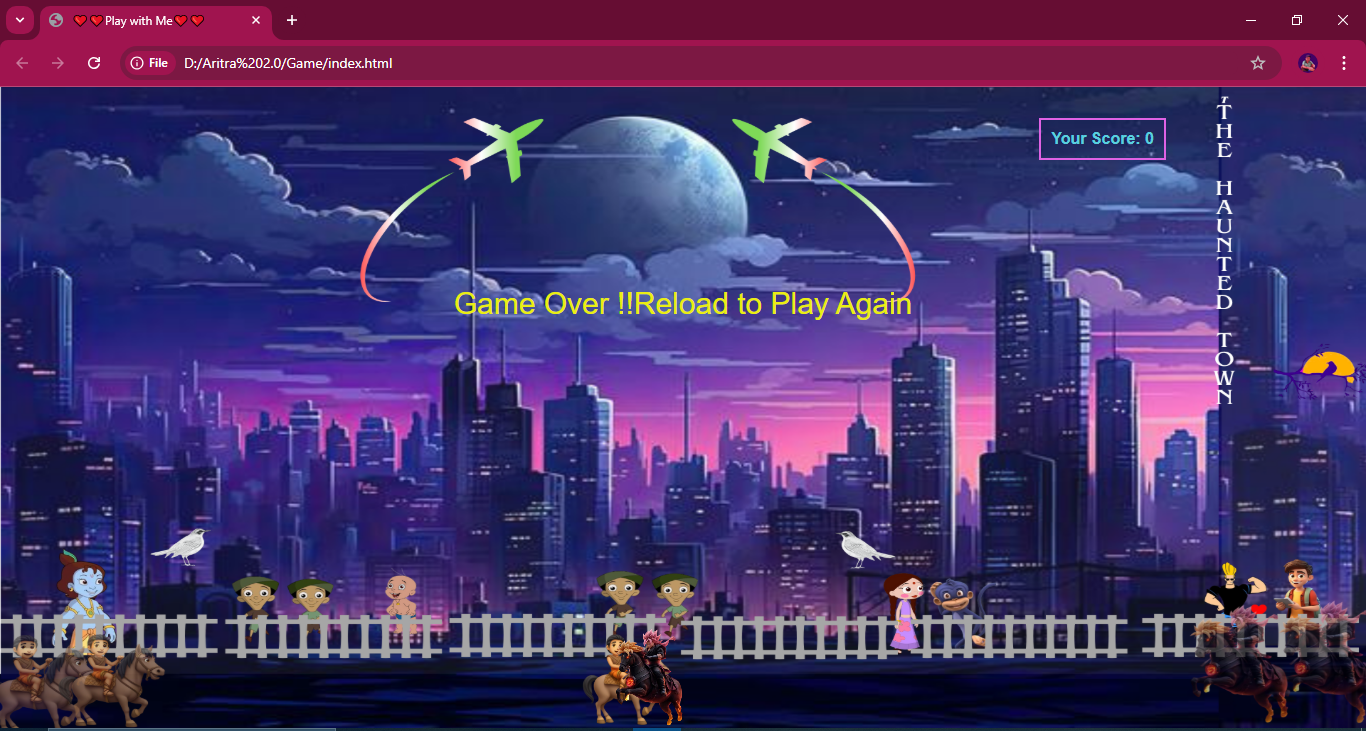 ❤️❤️Play with Me❤️❤️
File
D:/Aritra%202.0/Game/index.html
Your Score: 0
THE HAUNTED TOWN
Game Over !!Reload to Play Again